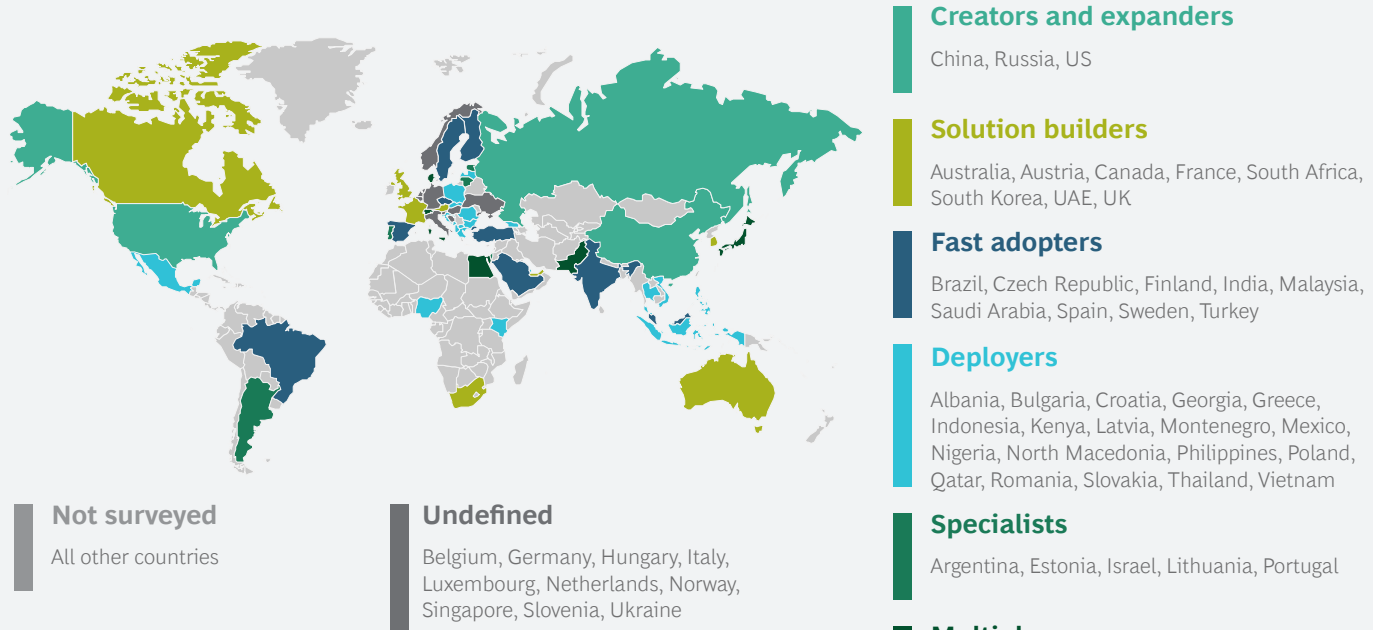 Creators and expanders
China, Russia, US
Solution builders
Australia, Austria, Canada, France, South Africa,
South Korea, UAE, UK
Fast adopters
Brazil, Czech Republic, Finland, India, Malaysia,
Saudi Arabia, Spain, Sweden, Turkey
Deployers
Albania, Bulgaria, Croatia, Georgia, Greece,
Indonesia, Kenya, Latvia, Montenegro, Mexico,
Nigeria, North Macedonia, Philippines, Poland,
Qatar, Romania, Slovakia, Thailand, Vietnam
Specialists
Argentina, Estonia, Israel, Lithuania, Portugal
Not surveyed
All other countries
Undefined
Belgium, Germany, Hungary, Italy,
Luxembourg, Netherlands, Norway,
Singapore, Slovenia, Ukraine